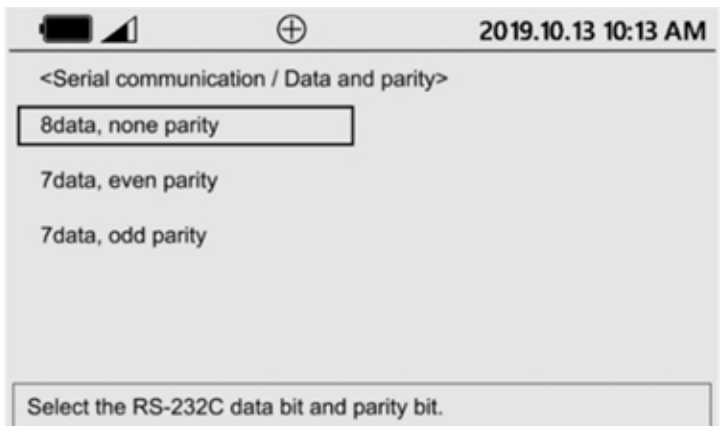 2019.10.13 10:13 AM
<Serial communication / Data and parity>
8data, none parity
7data, even parity
7data, odd parity
Select the RS-232C data bit and parity bit.